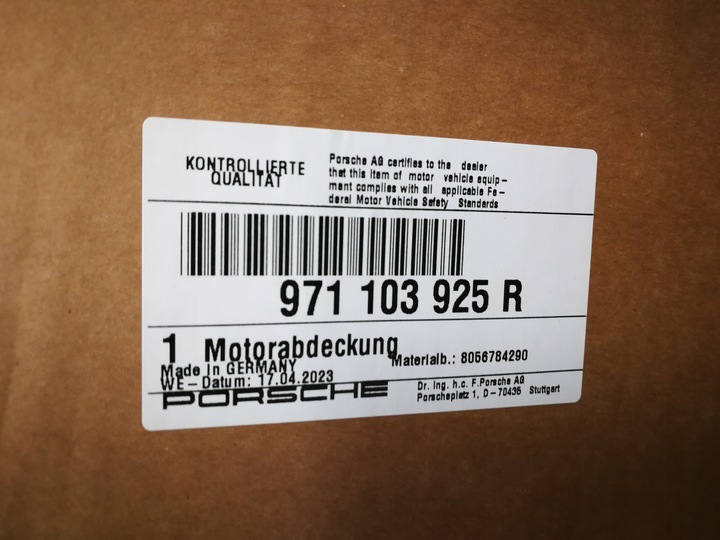 KONTROLLIERTE
QUALITÄT
Porsche AG certifies to the dealer
that this item of motor vehicle equip-
ment complies with all applicable Fe-
deral Motor Vehicle Safety Standards
971 103 925 R
1 Motorabdeckung
Materialb.: 8056784290
Made in GERMANY
WE-Datum: 17.04.2023
PORSCHE
Dr. Ing. h.c. F.Porsche AG
Porscheplatz 1, D-70435 Stuttgart